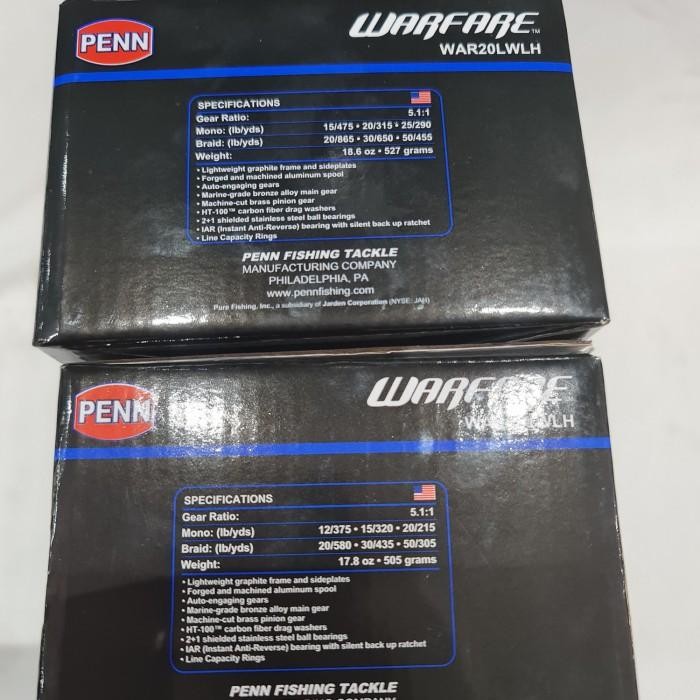 PENN
WARFARE™
WAR20LWLH
SPECIFICATIONS
Gear Ratio: 5.1:1
Mono: (lb/yds) 15/475 • 20/315 • 25/290
Braid: (lb/yds) 20/865 • 30/650 • 50/455
Weight: 18.6 oz • 527 grams
• Lightweight graphite frame and sideplates
• Forged and machined aluminum spool
• Auto-engaging gears
• Marine-grade bronze alloy main gear
• Machine-cut brass pinion gear
• HT-100™ carbon fiber drag washers
• 2+1 shielded stainless steel ball bearings
• IAR (Instant Anti-Reverse) bearing with silent back up ratchet
• Line Capacity Rings
PENN FISHING TACKLE
MANUFACTURING COMPANY
PHILADELPHIA, PA
www.pennfishing.com
Pure Fishing, Inc., a subsidiary of Jarden Corporation (NYSE: JAH)
PENN
WARFARE
SPECIFICATIONS
Gear Ratio: 5.1:1
Mono: (lb/yds) 12/375 • 15/320 • 20/215
Braid: (lb/yds) 20/580 • 30/435 • 50/305
Weight: 17.8 oz • 505 grams
• Lightweight graphite frame and sideplates
• Forged and machined aluminum spool
• Auto-engaging gears
• Marine-grade bronze alloy main gear
• Machine-cut brass pinion gear
• HT-100™ carbon fiber drag washers
• 2+1 shielded stainless steel ball bearings
• IAR (Instant Anti-Reverse) bearing with silent back up ratchet
• Line Capacity Rings
PENN FISHING TACKLE